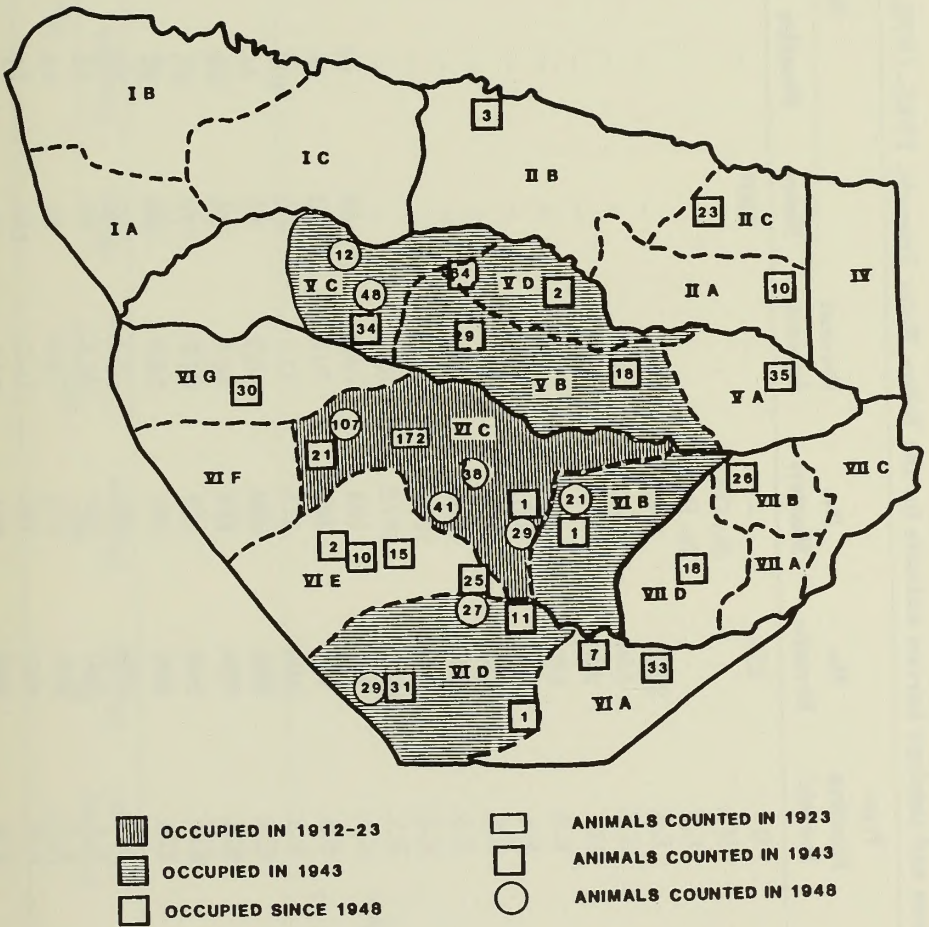 I B
3
I C
II B
23
II C
I A
12
IV
V C
34
V D
II A
10
48
2
34
29
18
35
V B
V A
VI G
30
107
172
VI C
21
VII C
VI F
38
26
VII B
41
1
21
VI B
29
1
2
10
15
VII A
VI E
25
18
VII D
27
11
7
33
29
31
VI D
VI A
1
OCCUPIED IN 1912-23
ANIMALS COUNTED IN 1923
OCCUPIED IN 1943
ANIMALS COUNTED IN 1943
OCCUPIED SINCE 1948
ANIMALS COUNTED IN 1948